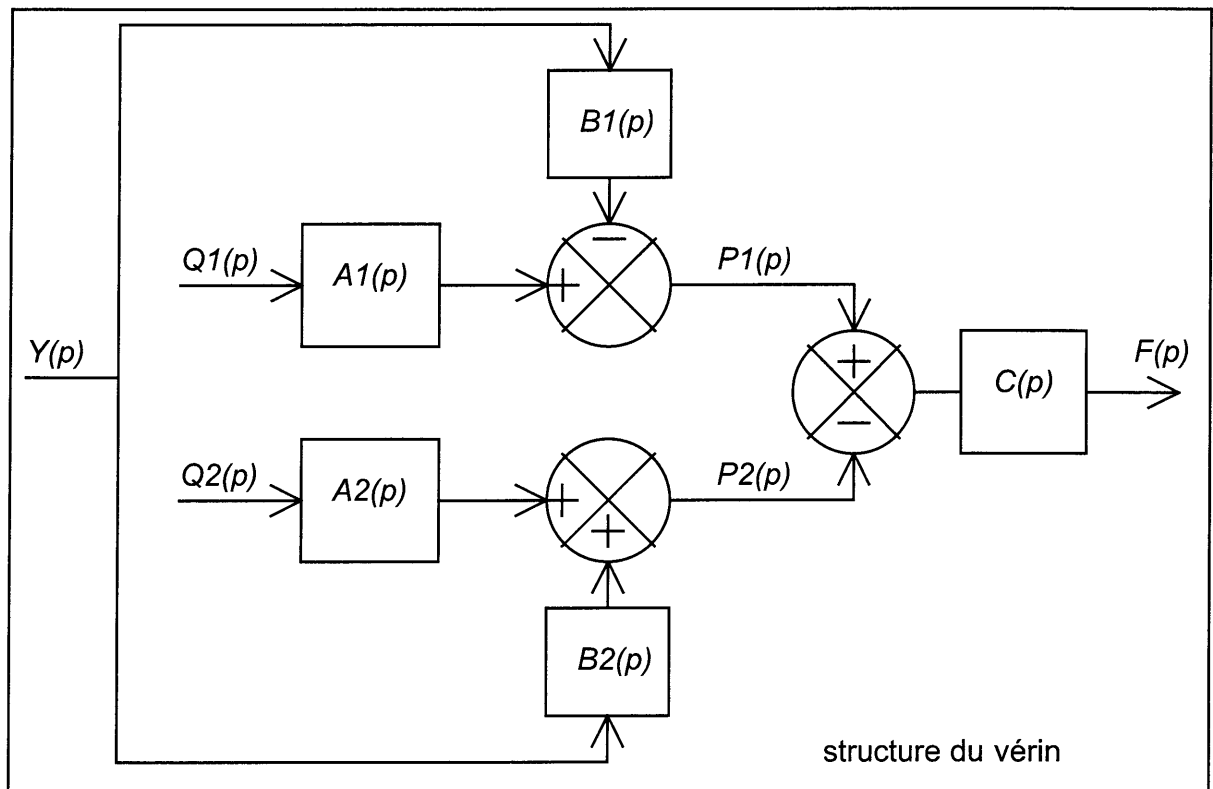 B1(p)
Q1(p)
A1(p)
P1(p)
Y(p)
C(p)
F(p)
Q2(p)
A2(p)
P2(p)
B2(p)
structure du vérin